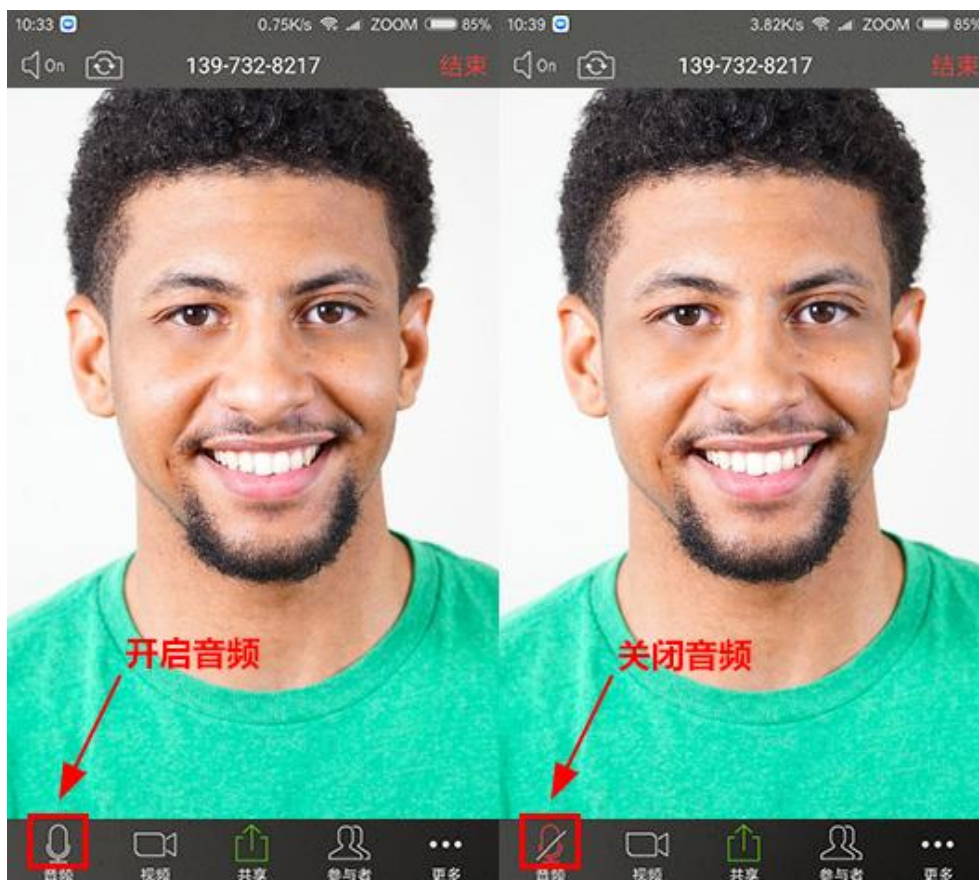 10:33 0.75K/s ZOOM 85%
On 139-732-8217 结束
开启音频
音频 视频 共享 参与者 更多
10:39 3.82K/s ZOOM 85%
On 139-732-8217 结束
关闭音频
音频 视频 共享 参与者 更多